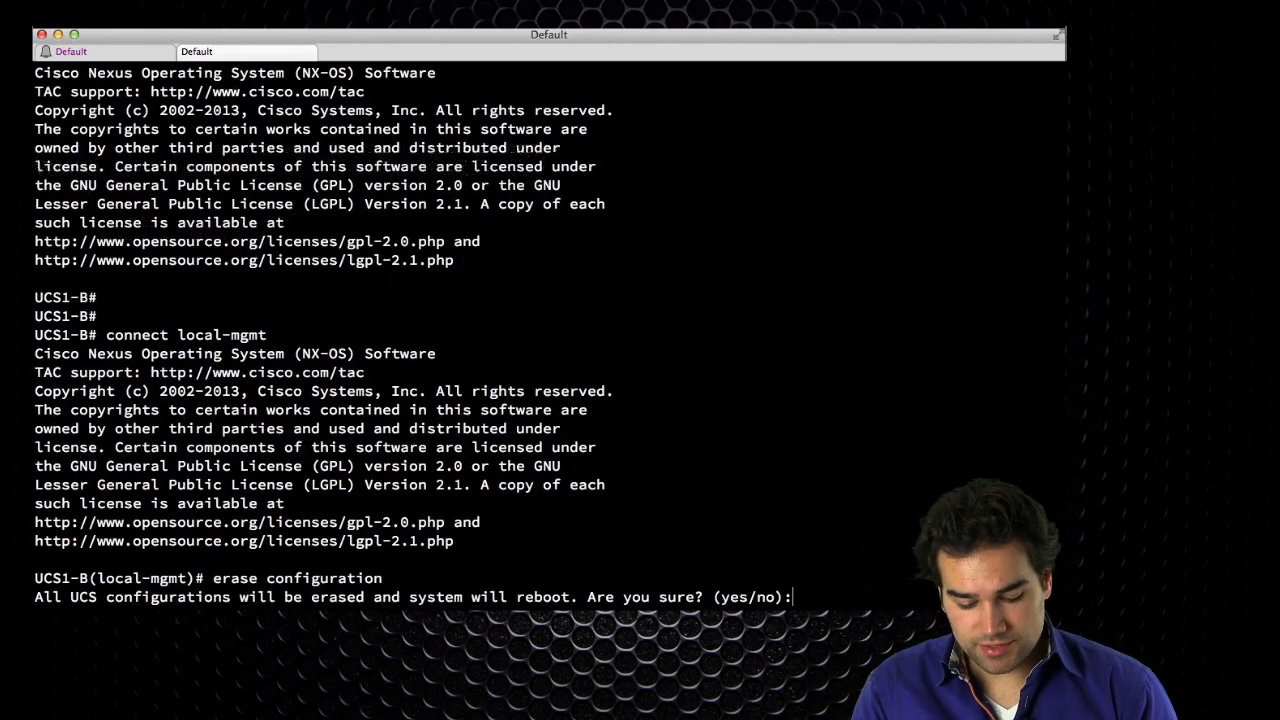 Default
Default
Default
Cisco Nexus Operating System (NX-OS) Software
TAC support: http://www.cisco.com/tac
Copyright (c) 2002-2013, Cisco Systems, Inc. All rights reserved.
The copyrights to certain works contained in this software are
owned by other third parties and used and distributed under
license. Certain components of this software are licensed under
the GNU General Public License (GPL) version 2.0 or the GNU
Lesser General Public License (LGPL) Version 2.1. A copy of each
such license is available at
http://www.opensource.org/licenses/gpl-2.0.php and
http://www.opensource.org/licenses/lgpl-2.1.php
UCS1-B#
UCS1-B#
UCS1-B# connect local-mgmt
Cisco Nexus Operating System (NX-OS) Software
TAC support: http://www.cisco.com/tac
Copyright (c) 2002-2013, Cisco Systems, Inc. All rights reserved.
The copyrights to certain works contained in this software are
owned by other third parties and used and distributed under
license. Certain components of this software are licensed under
the GNU General Public License (GPL) version 2.0 or the GNU
Lesser General Public License (LGPL) Version 2.1. A copy of each
such license is available at
http://www.opensource.org/licenses/gpl-2.0.php and
http://www.opensource.org/licenses/lgpl-2.1.php
UCS1-B(local-mgmt)# erase configuration
All UCS configurations will be erased and system will reboot. Are you sure? (yes/no):